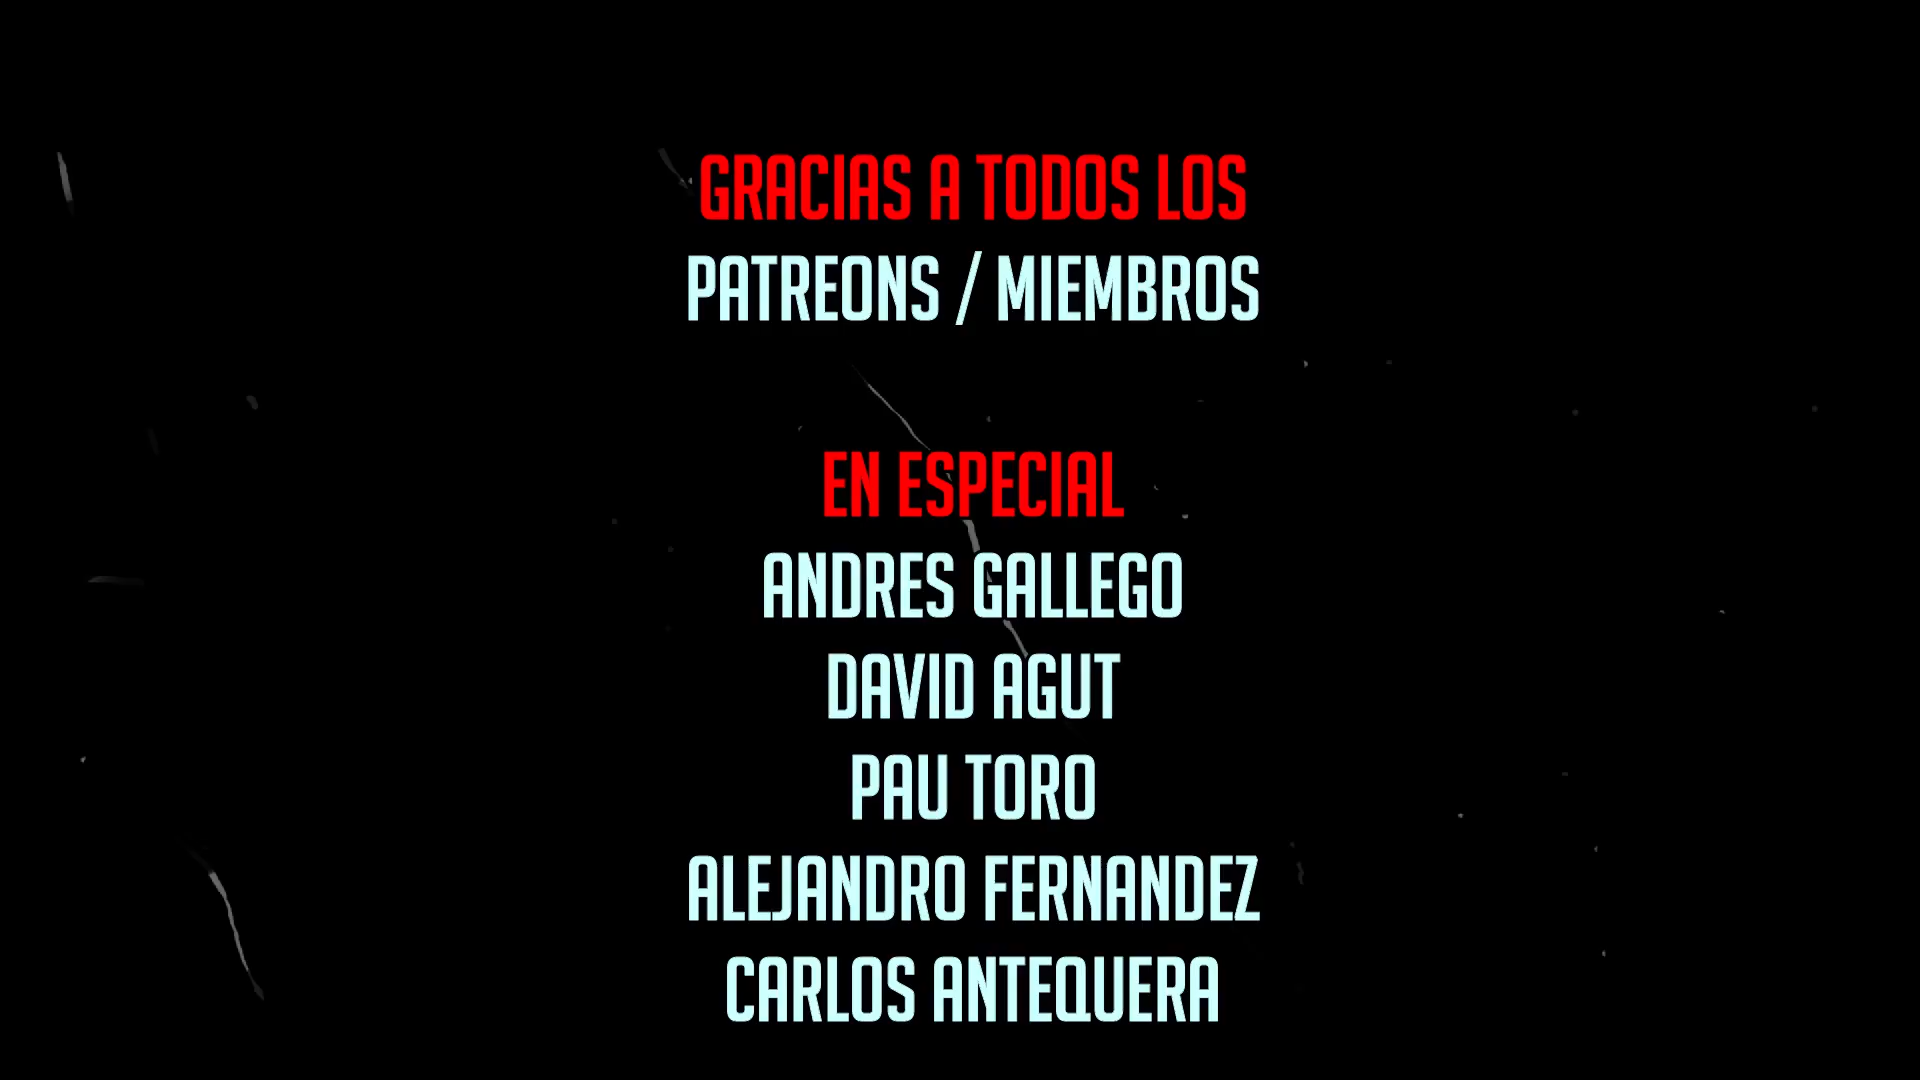 GRACIAS A TODOS LOS
PATREONS / MIEMBROS
EN ESPECIAL
ANDRES GALLEGO
DAVID AGUT
PAU TORO
ALEJANDRO FERNANDEZ
CARLOS ANTEQUERA